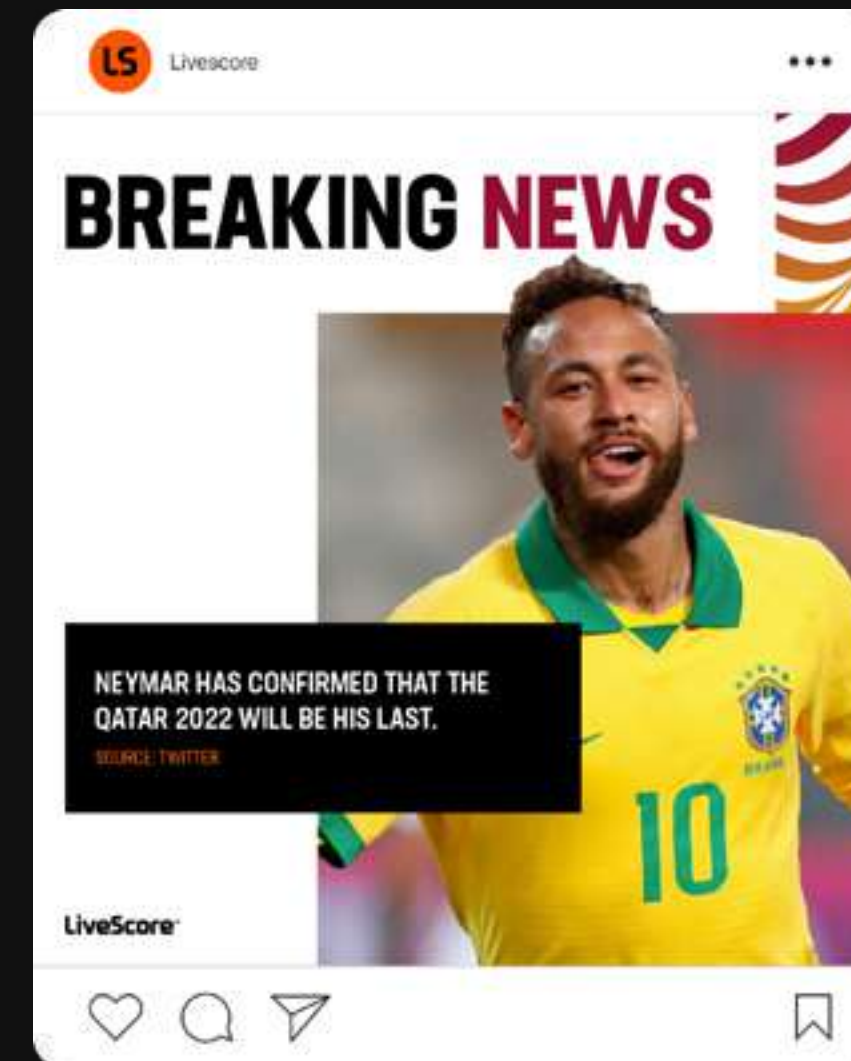 LS
Livescore
BREAKING NEWS
NEYMAR HAS CONFIRMED THAT THE
QATAR 2022 WILL BE HIS LAST.
SOURCE: TWITTER
BRASIL
10
LiveScore